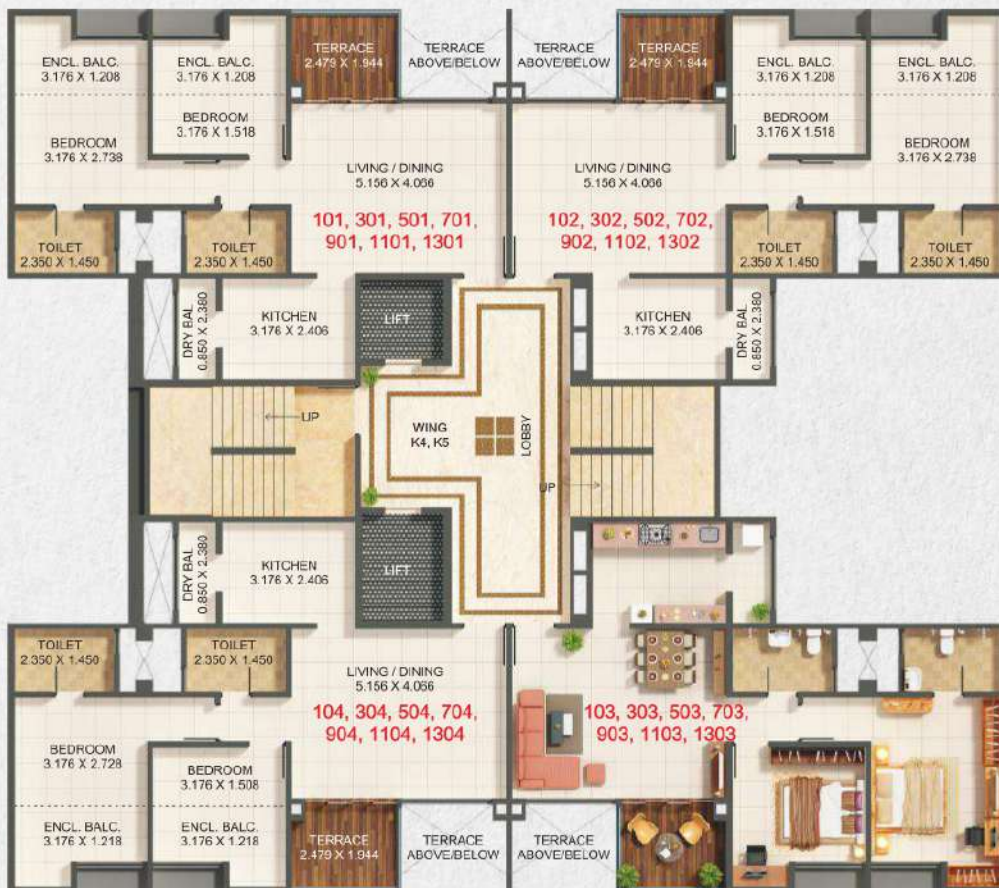 ENCL. BALC.
3.176 X 1.208
ENCL. BALC.
3.176 X 1.208
TERRACE
2.479 X 1.944
TERRACE
ABOVE/BELOW
TERRACE
ABOVE/BELOW
TERRACE
2.479 X 1.944
ENCL. BALC.
3.176 X 1.208
ENCL. BALC.
3.176 X 1.208
BEDROOM
3.176 X 2.738
BEDROOM
3.176 X 1.518
BEDROOM
3.176 X 1.518
BEDROOM
3.176 X 2.738
LIVING / DINING
5.156 X 4.066
LIVING / DINING
5.156 X 4.066
101, 301, 501, 701,
901, 1101, 1301
102, 302, 502, 702,
902, 1102, 1302
TOILET
2.350 X 1.450
TOILET
2.350 X 1.450
TOILET
2.350 X 1.450
TOILET
2.350 X 1.450
DRY BAL
0.850 X 2.380
KITCHEN
3.176 X 2.406
LIFT
KITCHEN
3.176 X 2.406
DRY BAL
0.850 X 2.380
UP
WING
K4, K5
LOBBY
UP
DRY BAL
0.850 X 2.380
KITCHEN
3.176 X 2.406
LIFT
TOILET
2.350 X 1.450
TOILET
2.350 X 1.450
LIVING / DINING
5.156 X 4.066
104, 304, 504, 704,
904, 1104, 1304
103, 303, 503, 703,
903, 1103, 1303
BEDROOM
3.176 X 2.728
BEDROOM
3.176 X 1.508
ENCL. BALC.
3.176 X 1.218
ENCL. BALC.
3.176 X 1.218
TERRACE
2.479 X 1.944
TERRACE
ABOVE/BELOW
TERRACE
ABOVE/BELOW